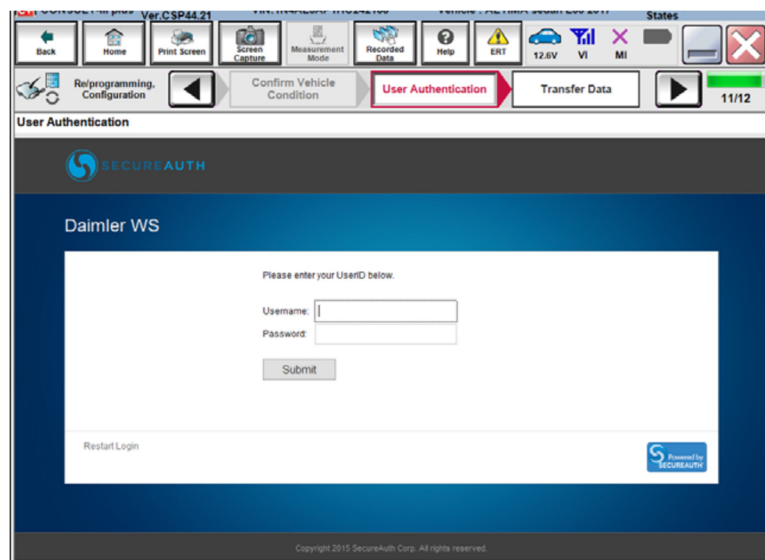 Ver.CSP44.21
States
Back
Home
Print Screen
Screen Capture
Measurement Mode
Recorded Data
Help
ERT
12.6V
VI
MI
Re/programming, Configuration
Confirm Vehicle Condition
User Authentication
Transfer Data
11/12
User Authentication
SECUREAUTH
Daimler WS
Please enter your UserID below.
Username:
Password:
Submit
Restart Login
Powered by
SECUREAUTH
Copyright 2015 SecureAuth Corp. All rights reserved.